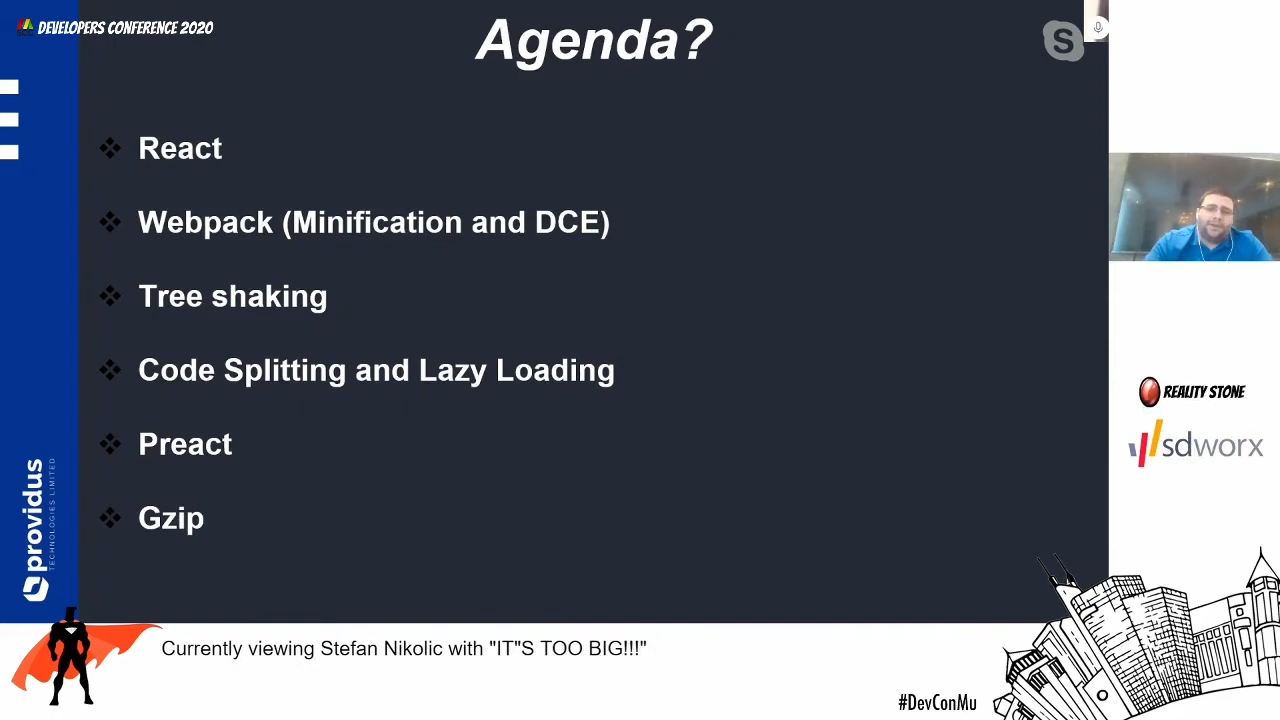 DEVELOPERS CONFERENCE 2020
Agenda?
S
React
Webpack (Minification and DCE)
Tree shaking
Code Splitting and Lazy Loading
Preact
Gzip
providus
TECHNOLOGIES LIMITED
REALITY STONE
sdworx
Currently viewing Stefan Nikolic with "IT"S TOO BIG!!!"
#DevConMu